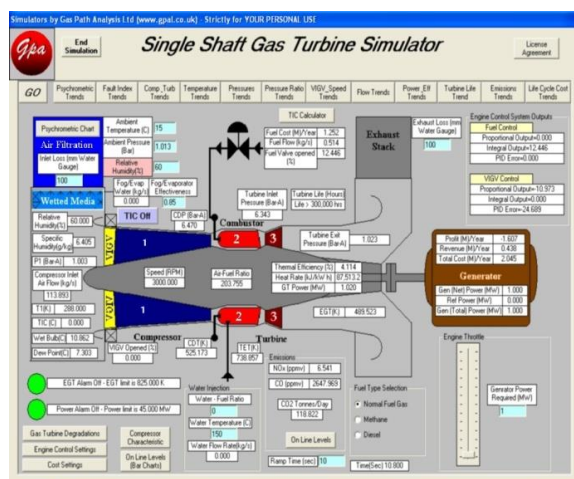 Simulators by Gas Path Analysis Ltd (www.gpal.co.uk) - Strictly for YOUR PERSONAL USE
Gpa
End Simulation
Single Shaft Gas Turbine Simulator
License Agreement
GO
Psychrometric Trends
Fault Index Trends
Comp_Turb Trends
Temperature Trends
Pressures Trends
Pressure Ratio Trends
VIGV_Speed Trends
Flow Trends
Power_Eff Trends
Turbine Life Trend
Emissions Trends
Life Cycle Cost Trends
Psychrometric Chart
Ambient Temperature (C) 15
Ambient Pressure (Bar) 1.013
Relative Humidity(%) 60
Air Filtration
Inlet Loss (mm Water Gauge)
100
Wetted Media
Fog/Evap Water (kg/s) 0.000
Fog/Evaporator Effectiveness 0.85
TIC Off
Relative Humidity(%) 60.000
Specific Humidity(g/kg) 6.405
P1 (Bar-A) 1.003
Compressor Inlet Air Flow (kg/s)
113.893
T1(K) 288.000
TIC (C) 0.000
Wet Bulb(C) 10.862
Dew Point(C) 7.303
VIGV
VIGV
1
1
2
2
3
3
TIC Calculator
Fuel Cost (M)/Year 1.252
Fuel Flow (kg/s) 0.514
Fuel Valve opened (%) 12.446
CDP (Bar-A)
6.470
Combustor
Turbine Inlet Pressure (Bar-A)
6.343
Turbine Life (Hours)
Life > 300,000 hrs
Turbine Exit Pressure (Bar-A) 1.023
Exhaust Stack
Exhaust Loss (mm Water Gauge)
100
Engine Control System Outputs
Fuel Control
Proportional Output=0.000
Integral Output=12.446
PID Error=0.000
VIGV Control
Proportional Output=10.973
Integral Output=0.000
PID Error=-24.689
Speed (RPM)
3000.000
Air-Fuel Ratio
203.755
Thermal Efficiency (%) 4.114
Heat Rate (kJ/kW h) 87,513.2
GT Power (MW) 1.020
EGT(K) 489.523
Profit (M)/Year -1.607
Revenue (M)/Year 0.438
Total Cost (M)/Year 2.045
Generator
Gen (Net) Power (MW) 1.000
Ref Power (MW) 0.000
Gen (Total) Power (MW) 1.000
Compressor
VIGV Opened (%)
0.000
CDT(K)
525.173
TET(K)
738.857
Turbine
EGT Alarm Off - EGT limit is 825.000 K
Power Alarm Off - Power limit is 45.000 MW
Gas Turbine Degradations
Engine Control Settings
Cost Settings
Compressor Characteristic
On Line Levels (Bar Charts)
Water Injection
Water - Fuel Ratio
0
Water Temperature (C)
150
Water Flow Rate(kg/s)
0.000
Emissions
NOx (ppmv) 6.541
CO (ppmv) 2647.969
CO2 Tonnes/Day
118.822
On Line Levels
Ramp Time (sec) 10
Fuel Type Selection
Normal Fuel Gas
Methane
Diesel
Time(Sec) 10.800
Engine Throttle
Genrator Power Required (MW)
1